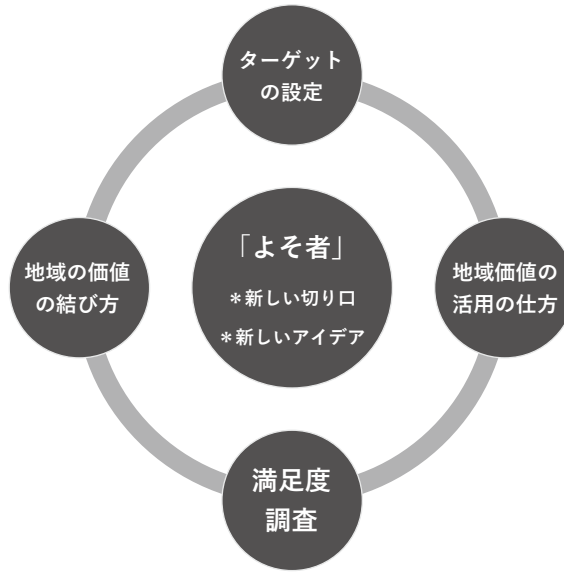 ターゲット
の設定
「よそ者」
＊新しい切り口
＊新しいアイデア
地域の価値
の結び方
地域価値の
活用の仕方
満足度
調査